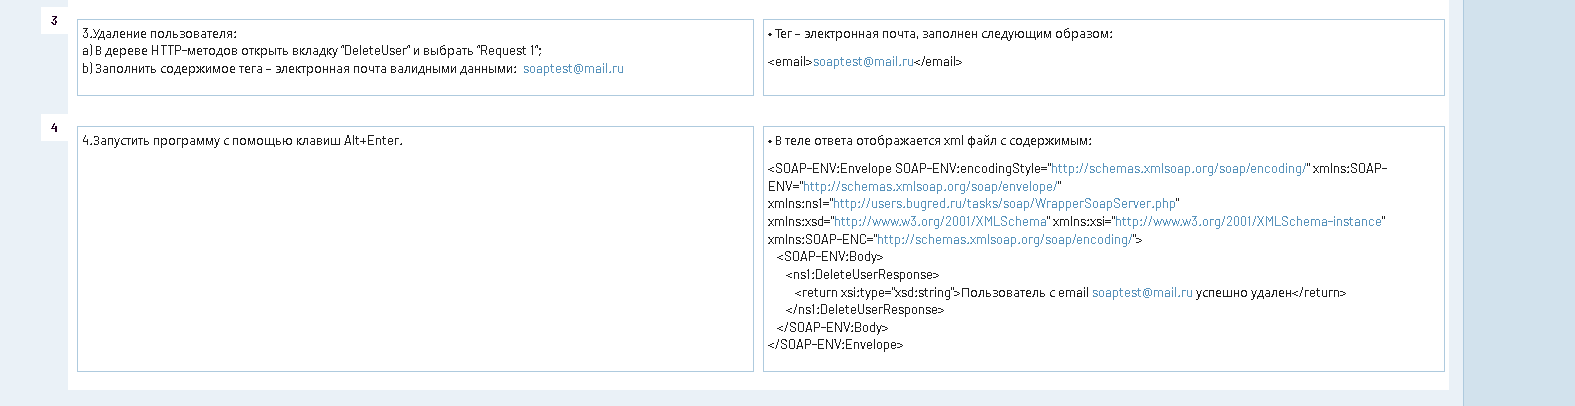 3
3.Удаление пользователя:
a) В дереве HTTP-методов открыть вкладку "DeleteUser" и выбрать "Request 1";
b) Заполнить содержимое тега – электронная почта валидными данными: soaptest@mail.ru
• Тег – электронная почта, заполнен следующим образом:
<email>soaptest@mail.ru</email>
4
4.Запустить программу с помощью клавиш Alt+Enter.
• В теле ответа отображается xml файл с содержимым:
<SOAP-ENV:Envelope SOAP-ENV:encodingStyle="http://schemas.xmlsoap.org/soap/encoding/" xmlns:SOAP-
ENV="http://schemas.xmlsoap.org/soap/envelope/"
xmlns:ns1="http://users.bugred.ru/tasks/soap/WrapperSoapServer.php"
xmlns:xsd="http://www.w3.org/2001/XMLSchema" xmlns:xsi="http://www.w3.org/2001/XMLSchema-instance"
xmlns:SOAP-ENC="http://schemas.xmlsoap.org/soap/encoding/">
<SOAP-ENV:Body>
<ns1:DeleteUserResponse>
<return xsi:type="xsd:string">Пользователь с email soaptest@mail.ru успешно удален</return>
</ns1:DeleteUserResponse>
</SOAP-ENV:Body>
</SOAP-ENV:Envelope>